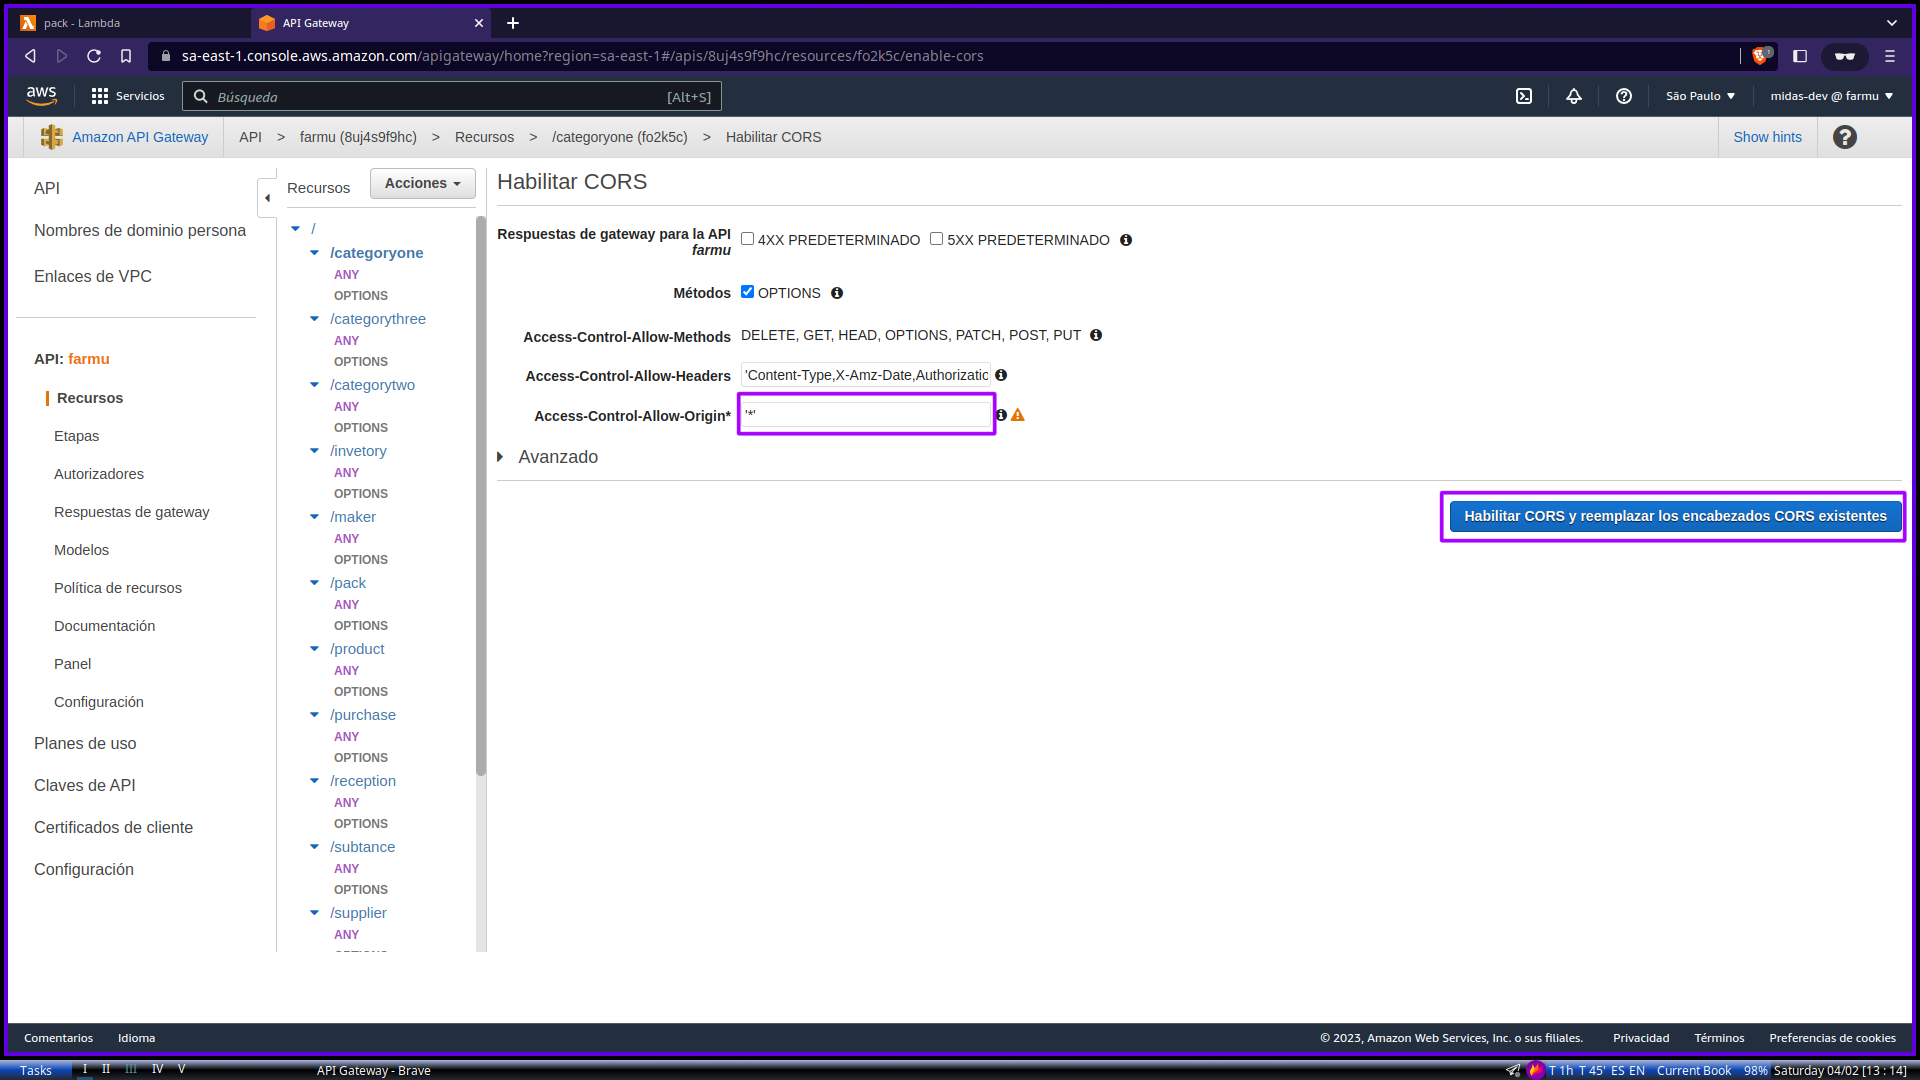 pack - Lambda
API Gateway
sa-east-1.console.aws.amazon.com/apigateway/home?region=sa-east-1#/apis/8uj4s9f9hc/resources/fo2k5c/enable-cors
aws
Servicios
Búsqueda
[Alt+S]
São Paulo
midas-dev @ farmu
Amazon API Gateway
API > farmu (8uj4s9f9hc) > Recursos > /categoryone (fo2k5c) > Habilitar CORS
Show hints
API
Nombres de dominio persona
Enlaces de VPC
API: farmu
Recursos
Etapas
Autorizadores
Respuestas de gateway
Modelos
Política de recursos
Documentación
Panel
Configuración
Planes de uso
Claves de API
Certificados de cliente
Configuración
Recursos
Acciones
/
/categoryone
ANY
OPTIONS
/categorythree
ANY
OPTIONS
/categorytwo
ANY
OPTIONS
/invetory
ANY
OPTIONS
/maker
ANY
OPTIONS
/pack
ANY
OPTIONS
/product
ANY
OPTIONS
/purchase
ANY
OPTIONS
/reception
ANY
OPTIONS
/subtance
ANY
OPTIONS
/supplier
ANY
Habilitar CORS
Respuestas de gateway para la API
farmu
4XX PREDETERMINADO 5XX PREDETERMINADO
Métodos OPTIONS
Access-Control-Allow-Methods DELETE, GET, HEAD, OPTIONS, PATCH, POST, PUT
Access-Control-Allow-Headers 'Content-Type,X-Amz-Date,Authorizatio
Access-Control-Allow-Origin* '*'
Avanzado
Habilitar CORS y reemplazar los encabezados CORS existentes
Comentarios
Idioma
© 2023, Amazon Web Services, Inc. o sus filiales.
Privacidad
Términos
Preferencias de cookies
Tasks
I II III IV V
API Gateway - Brave
T 1h T 45' ES EN Current Book 98% Saturday 04/02 [13 : 14]